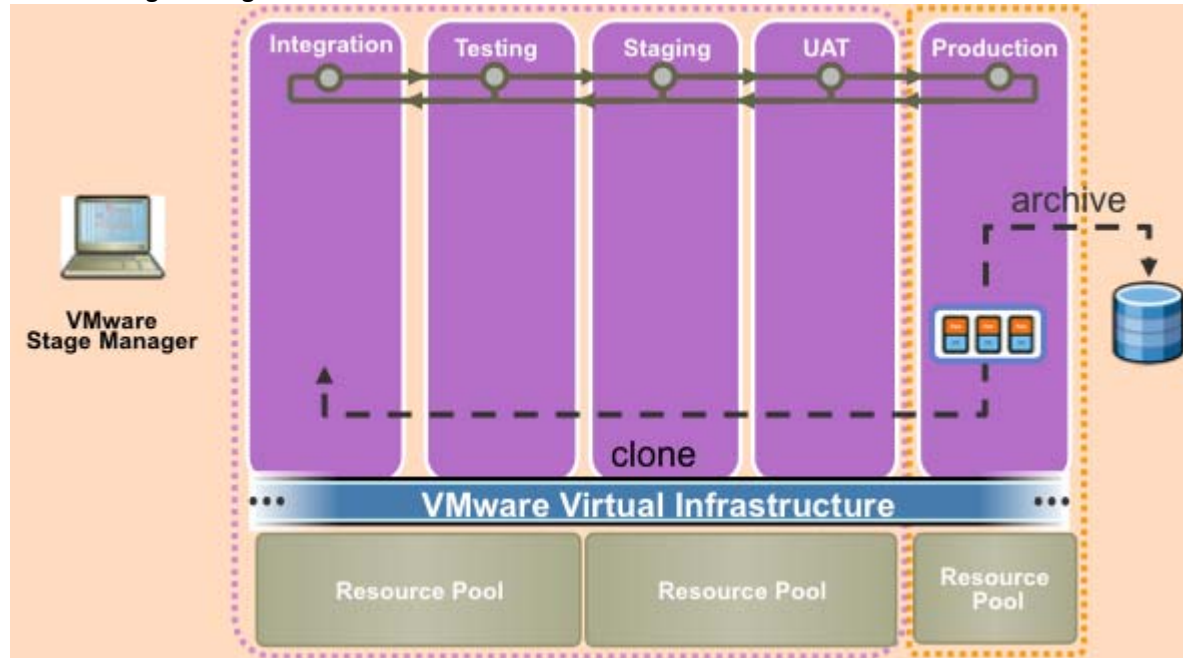 Integration
Testing
Staging
UAT
Production
archive
VMware
Stage Manager
clone
VMware Virtual Infrastructure
Resource Pool
Resource Pool
Resource
Pool